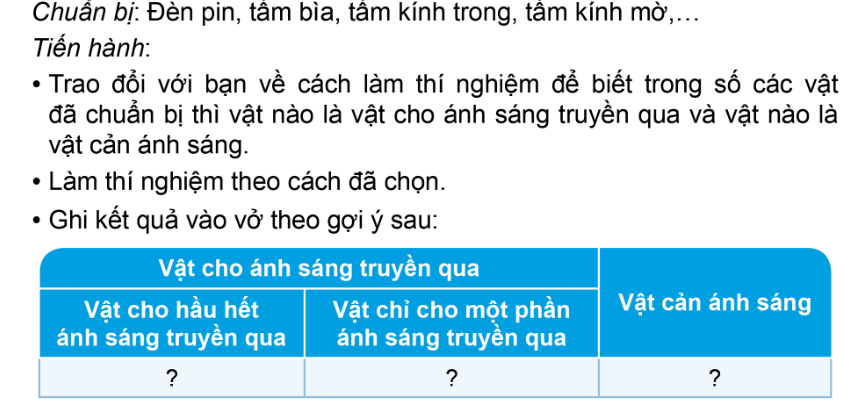 Chuẩn bị: Đèn pin, tấm bìa, tấm kính trong, tấm kính mờ,...
Tiến hành:
• Trao đổi với bạn về cách làm thí nghiệm để biết trong số các vật
đã chuẩn bị thì vật nào là vật cho ánh sáng truyền qua và vật nào là
vật cản ánh sáng.
• Làm thí nghiệm theo cách đã chọn.
• Ghi kết quả vào vở theo gợi ý sau:
Vật cho ánh sáng truyền qua
Vật cho hầu hết
ánh sáng truyền qua
Vật chỉ cho một phần
ánh sáng truyền qua
Vật cản ánh sáng
?
?
?